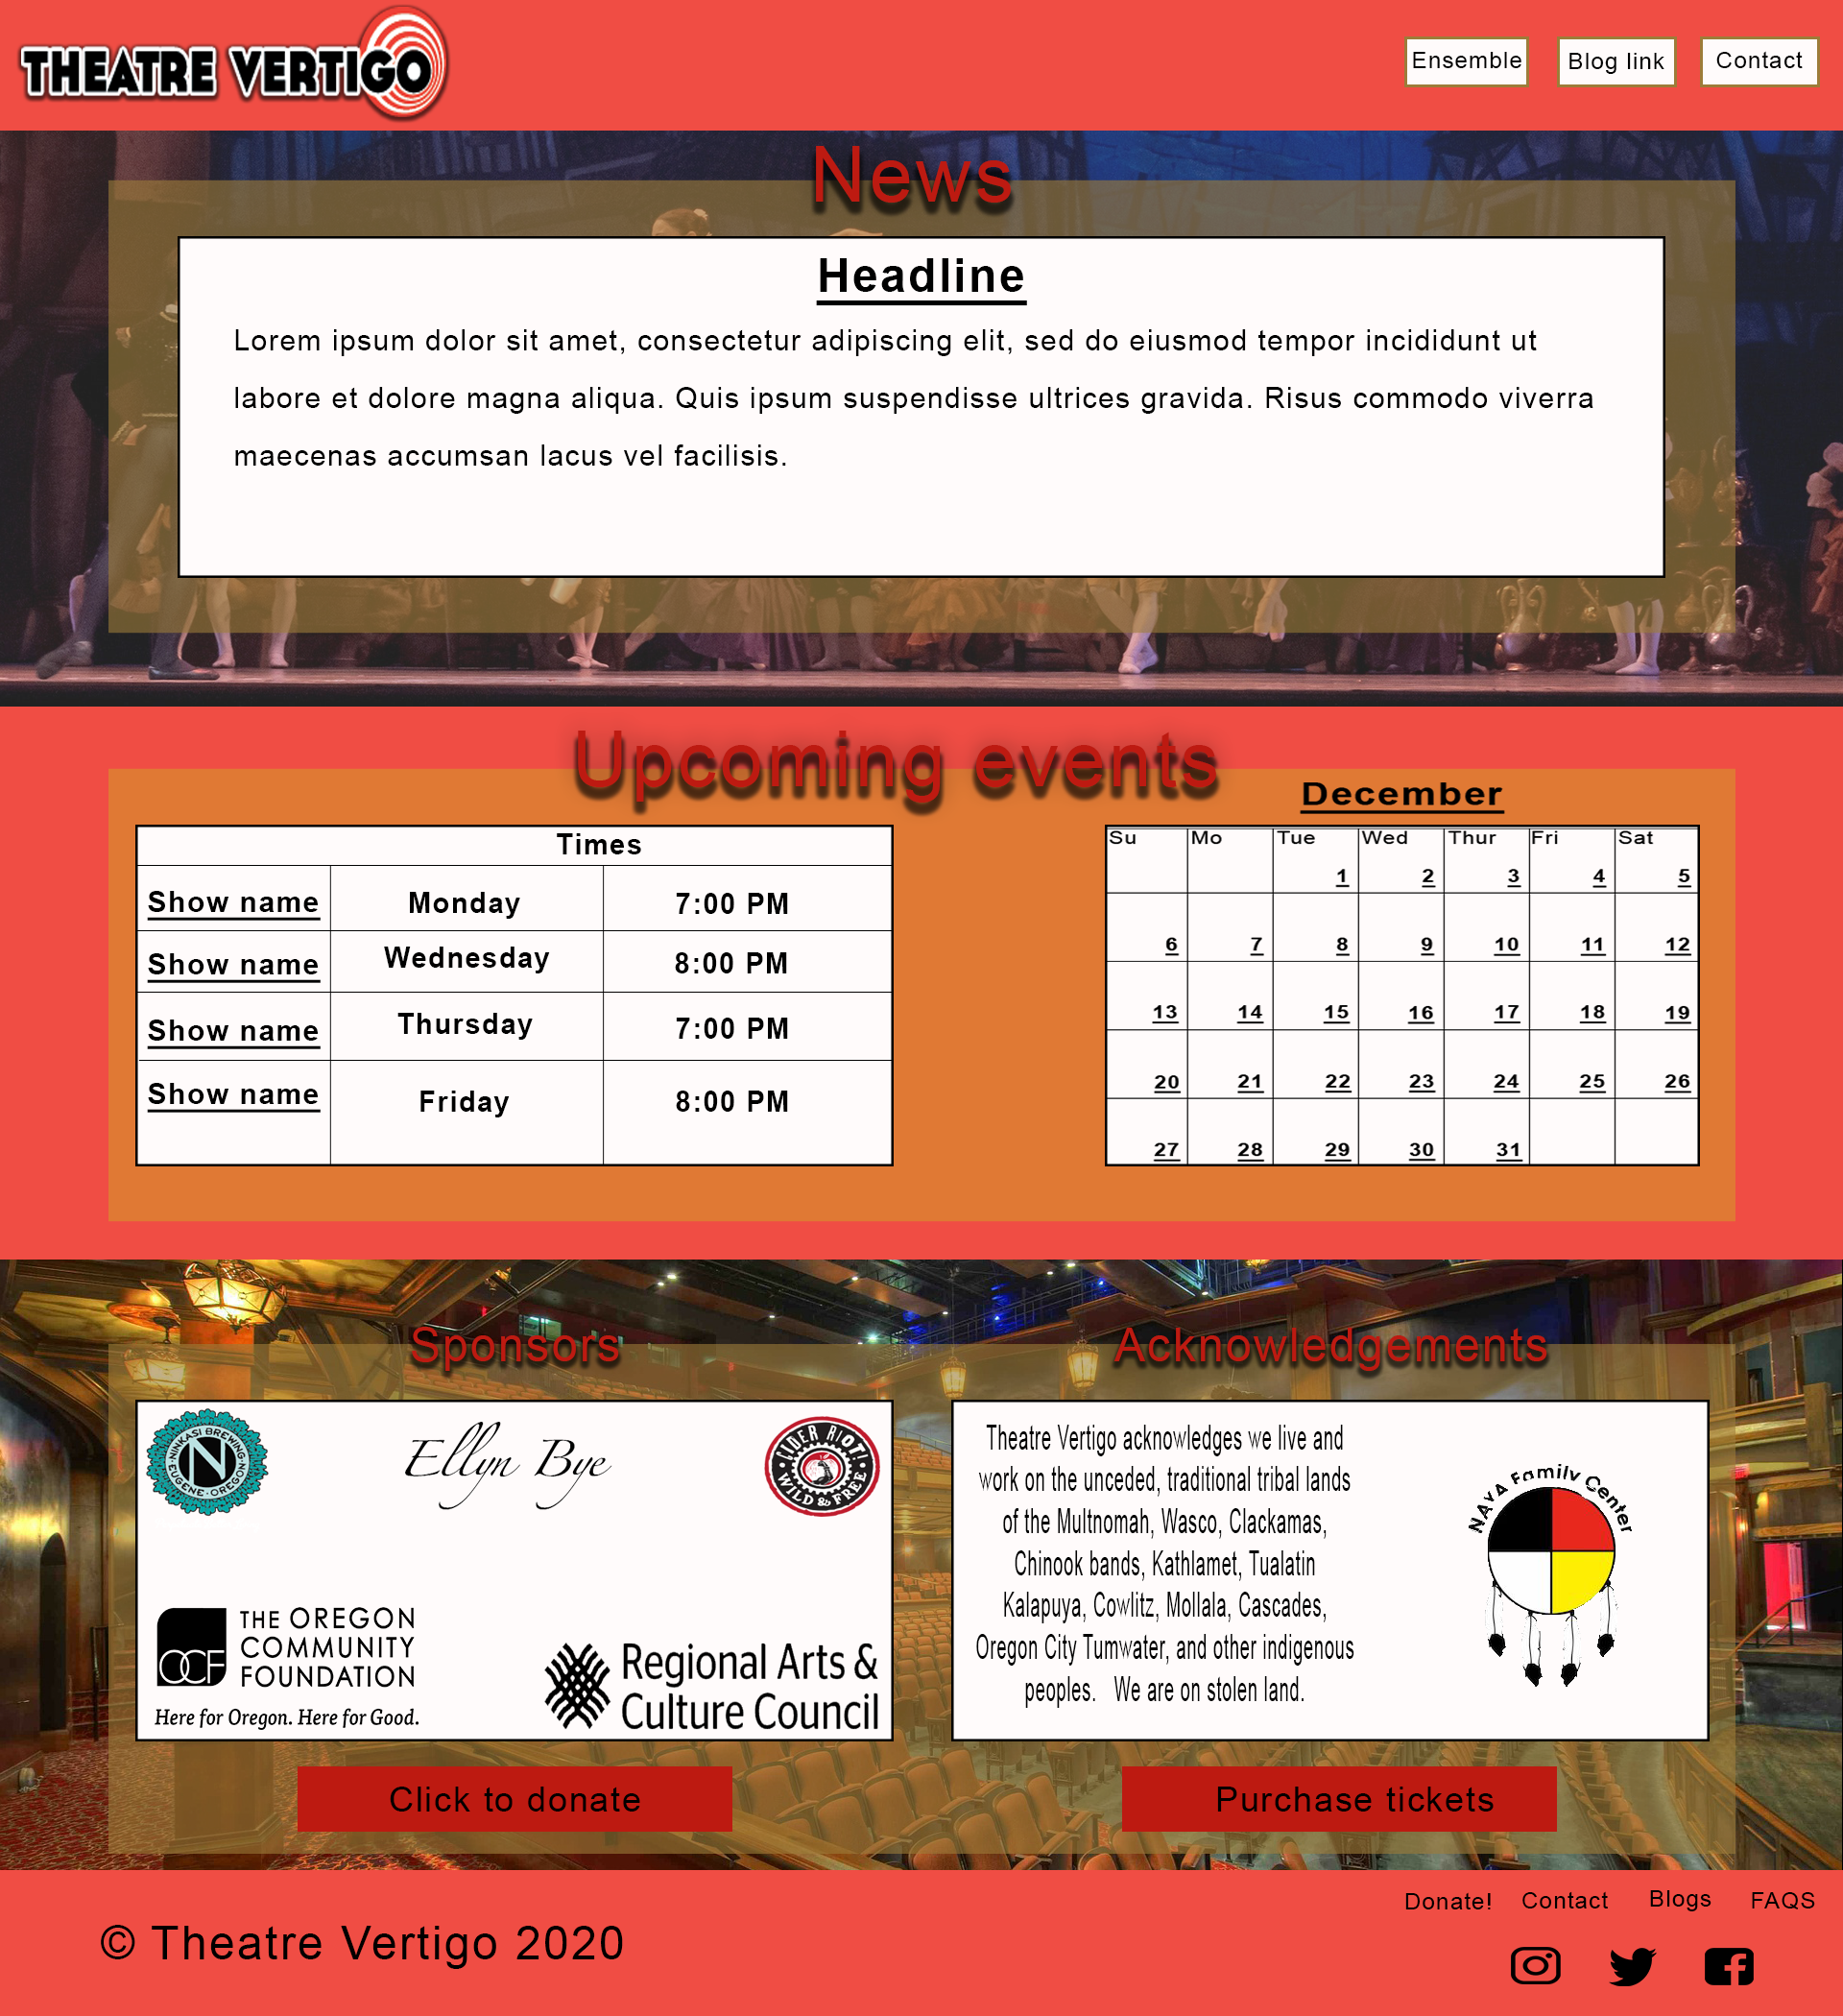 THEATRE VERTIGO
Ensemble
Blog link
Contact
News
Headline
Lorem ipsum dolor sit amet, consectetur adipiscing elit, sed do eiusmod tempor incididunt ut
labore et dolore magna aliqua. Quis ipsum suspendisse ultrices gravida. Risus commodo viverra
maecenas accumsan lacus vel facilisis.
Upcoming events
Times
Show name Monday 7:00 PM
Show name Wednesday 8:00 PM
Show name Thursday 7:00 PM
Show name Friday 8:00 PM
December
Su Mo Tue Wed Thur Fri Sat
1 2 3 4 5
6 7 8 9 10 11 12
13 14 15 16 17 18 19
20 21 22 23 24 25 26
27 28 29 30 31
Sponsors
NINKASI BREWING
N
EUGENE·OREGON
Ellyn Bye
CIDER RIOT!
WILD & FREE
OCF
THE OREGON
COMMUNITY
FOUNDATION
Here for Oregon. Here for Good.
Regional Arts &
Culture Council
Acknowledgements
Theatre Vertigo acknowledges we live and
work on the unceded, traditional tribal lands
of the Multnomah, Wasco, Clackamas,
Chinook bands, Kathlamet, Tualatin
Kalapuya, Cowlitz, Mollala, Cascades,
Oregon City Tumwater, and other indigenous
peoples. We are on stolen land.
NAYA Family Center
Click to donate
Purchase tickets
© Theatre Vertigo 2020
Donate!
Contact
Blogs
FAQS